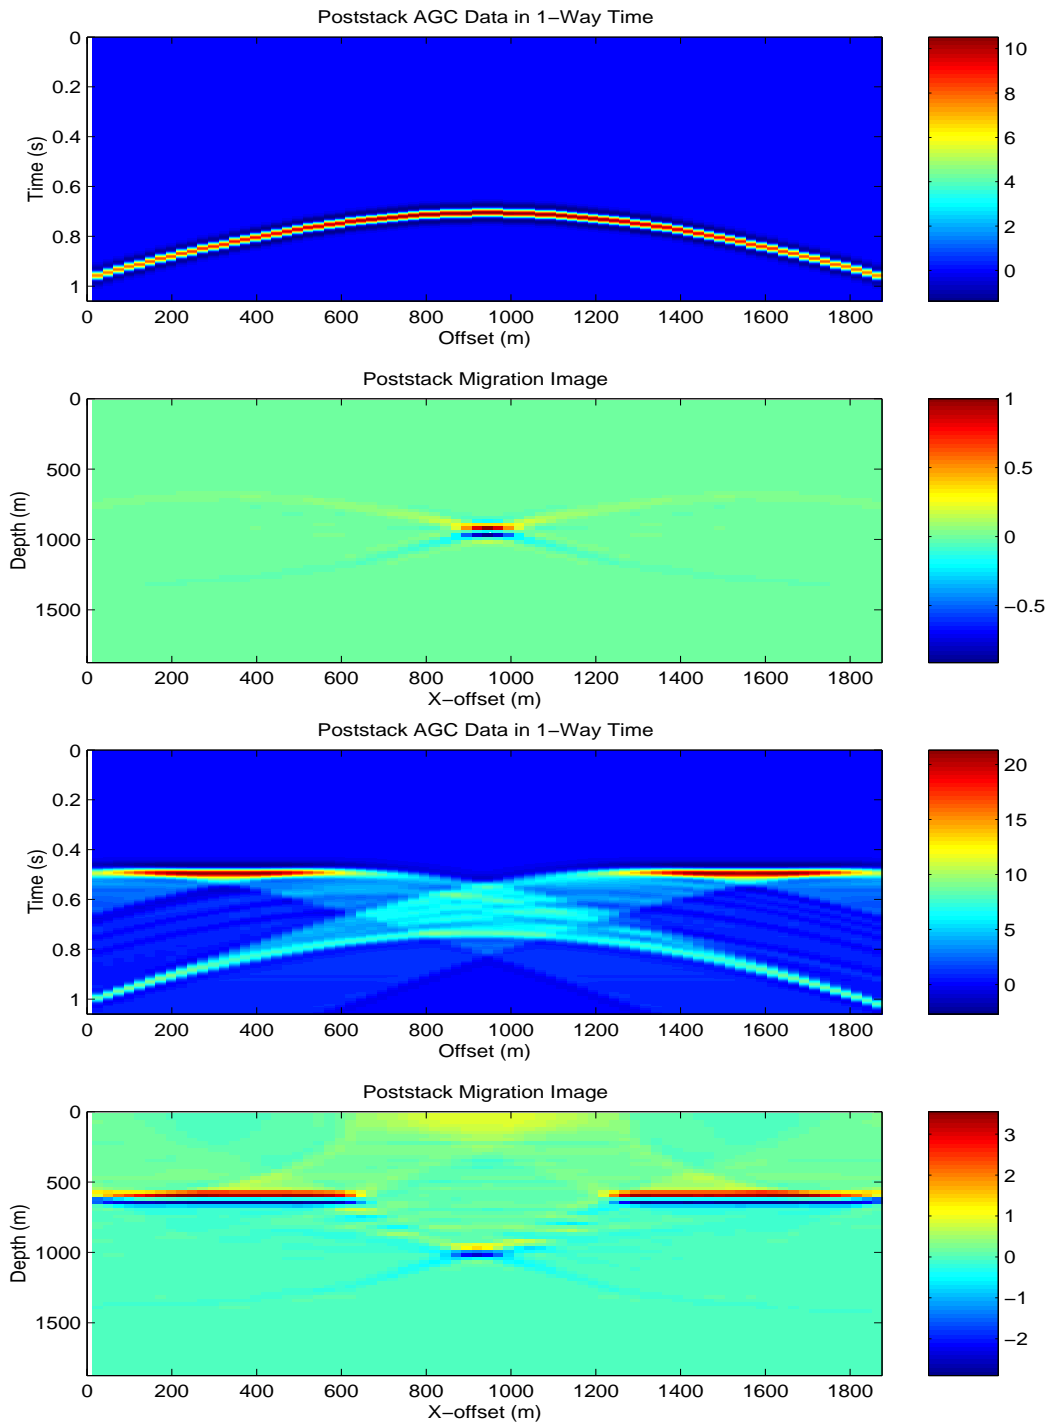 Poststack AGC Data in 1−Way Time
0
0.2
0.4
0.6
0.8
1
Time (s)
0 200 400 600 800 1000 1200 1400 1600 1800
Offset (m)
10
8
6
4
2
0
Poststack Migration Image
0
500
1000
1500
Depth (m)
0 200 400 600 800 1000 1200 1400 1600 1800
X−offset (m)
1
0.5
0
−0.5
Poststack AGC Data in 1−Way Time
0
0.2
0.4
0.6
0.8
1
Time (s)
0 200 400 600 800 1000 1200 1400 1600 1800
Offset (m)
20
15
10
5
0
Poststack Migration Image
0
500
1000
1500
Depth (m)
0 200 400 600 800 1000 1200 1400 1600 1800
X−offset (m)
3
2
1
0
−1
−2